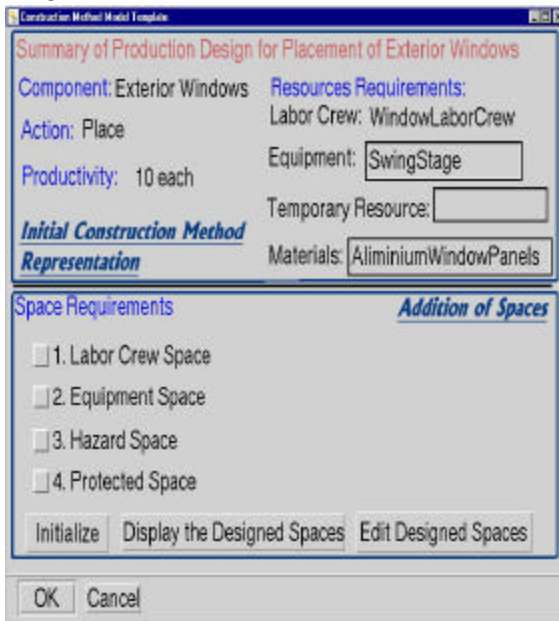 Construction Method Model Template
Summary of Production Design for Placement of Exterior Windows
Component: Exterior Windows
Action: Place
Productivity: 10 each
Initial Construction Method
Representation
Resources Requirements:
Labor Crew: WindowLaborCrew
Equipment: SwingStage
Temporary Resource:
Materials: AliminiumWindowPanels
Space Requirements
Addition of Spaces
1. Labor Crew Space
2. Equipment Space
3. Hazard Space
4. Protected Space
Initialize Display the Designed Spaces Edit Designed Spaces
OK Cancel